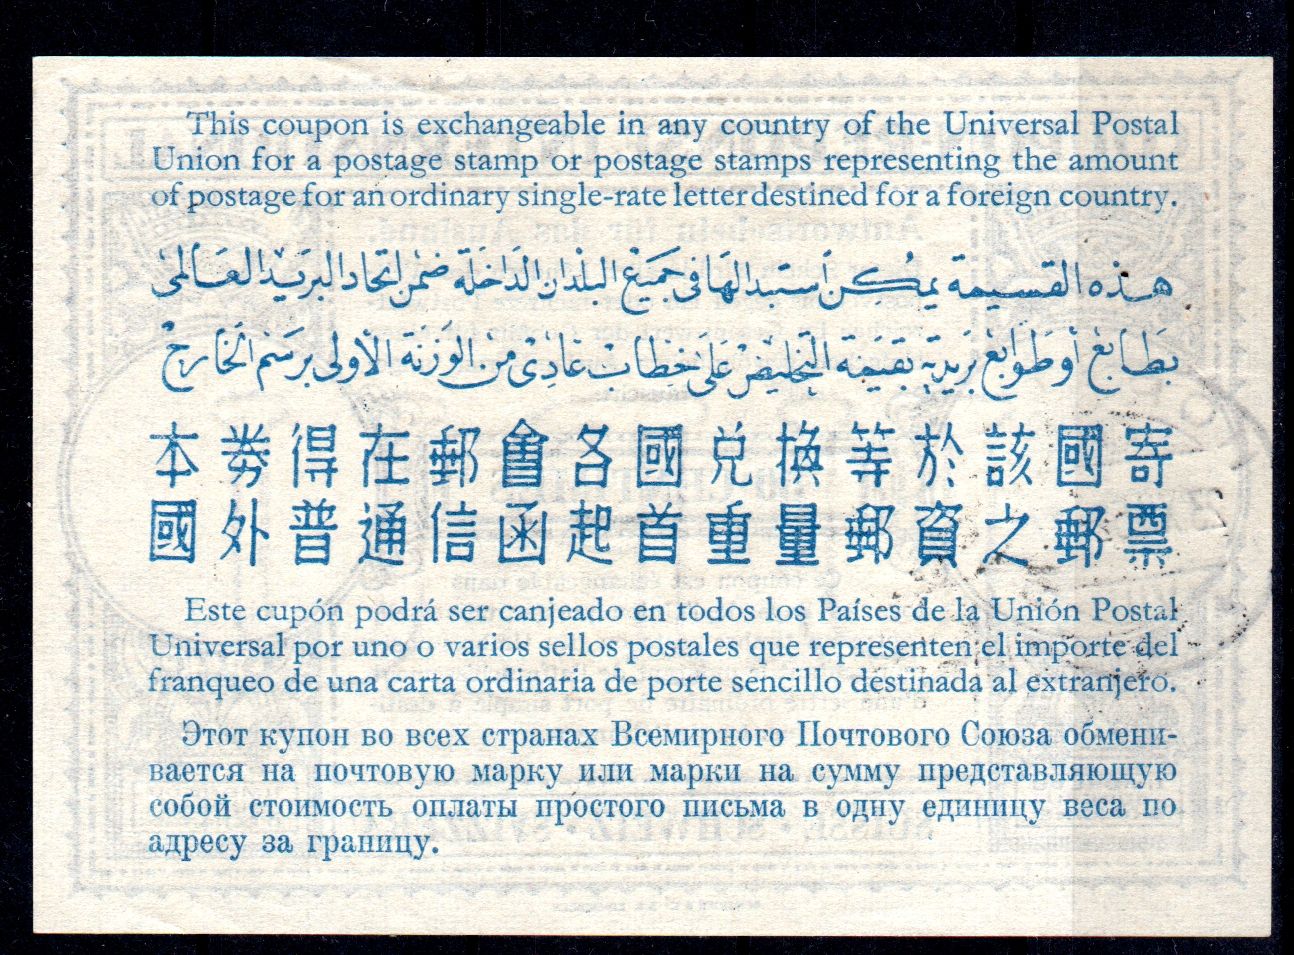 This coupon is exchangeable in any country of the Universal Postal
Union for a postage stamp or postage stamps representing the amount
of postage for an ordinary single-rate letter destined for a foreign country.
هذه القسيمة يمكن أستبدالها فى جميع البلدان الداخلة ضمن اتحاد البريد العالمى
بطابع أو طوابع بريدية بقيمة التخليص على خطاب عادى من الوزنة الأولى برسم الخارج
本券得在郵會各國兌換等於該國寄
國外普通信函起首重量郵資之郵票
Este cupón podrá ser canjeado en todos los Países de la Unión Postal
Universal por uno o varios sellos postales que representen el importe del
franqueo de una carta ordinaria de porte sencillo destinada al extranjero.
Этот купон во всех странах Всемирного Почтового Союза обмени-
вается на почтовую марку или марки на сумму представляющую
собой стоимость оплаты простого письма в одну единицу веса по
адресу за границу.